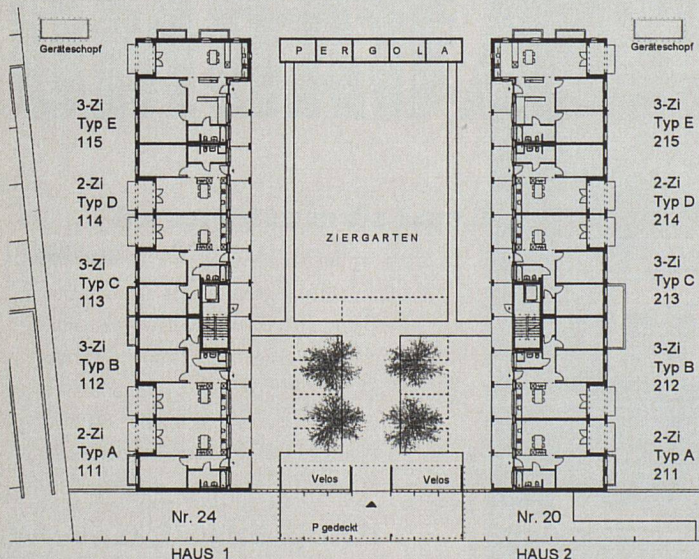 Geräteschopf
PERGOLA
Geräteschopf
3-Zi
Typ E
115
2-Zi
Typ D
114
3-Zi
Typ C
113
3-Zi
Typ B
112
2-Zi
Typ A
111
ZIERGARTEN
3-Zi
Typ E
215
2-Zi
Typ D
214
3-Zi
Typ C
213
3-Zi
Typ B
212
2-Zi
Typ A
211
Velos
Velos
Nr. 24
P gedeckt
Nr. 20
HAUS 1
HAUS 2